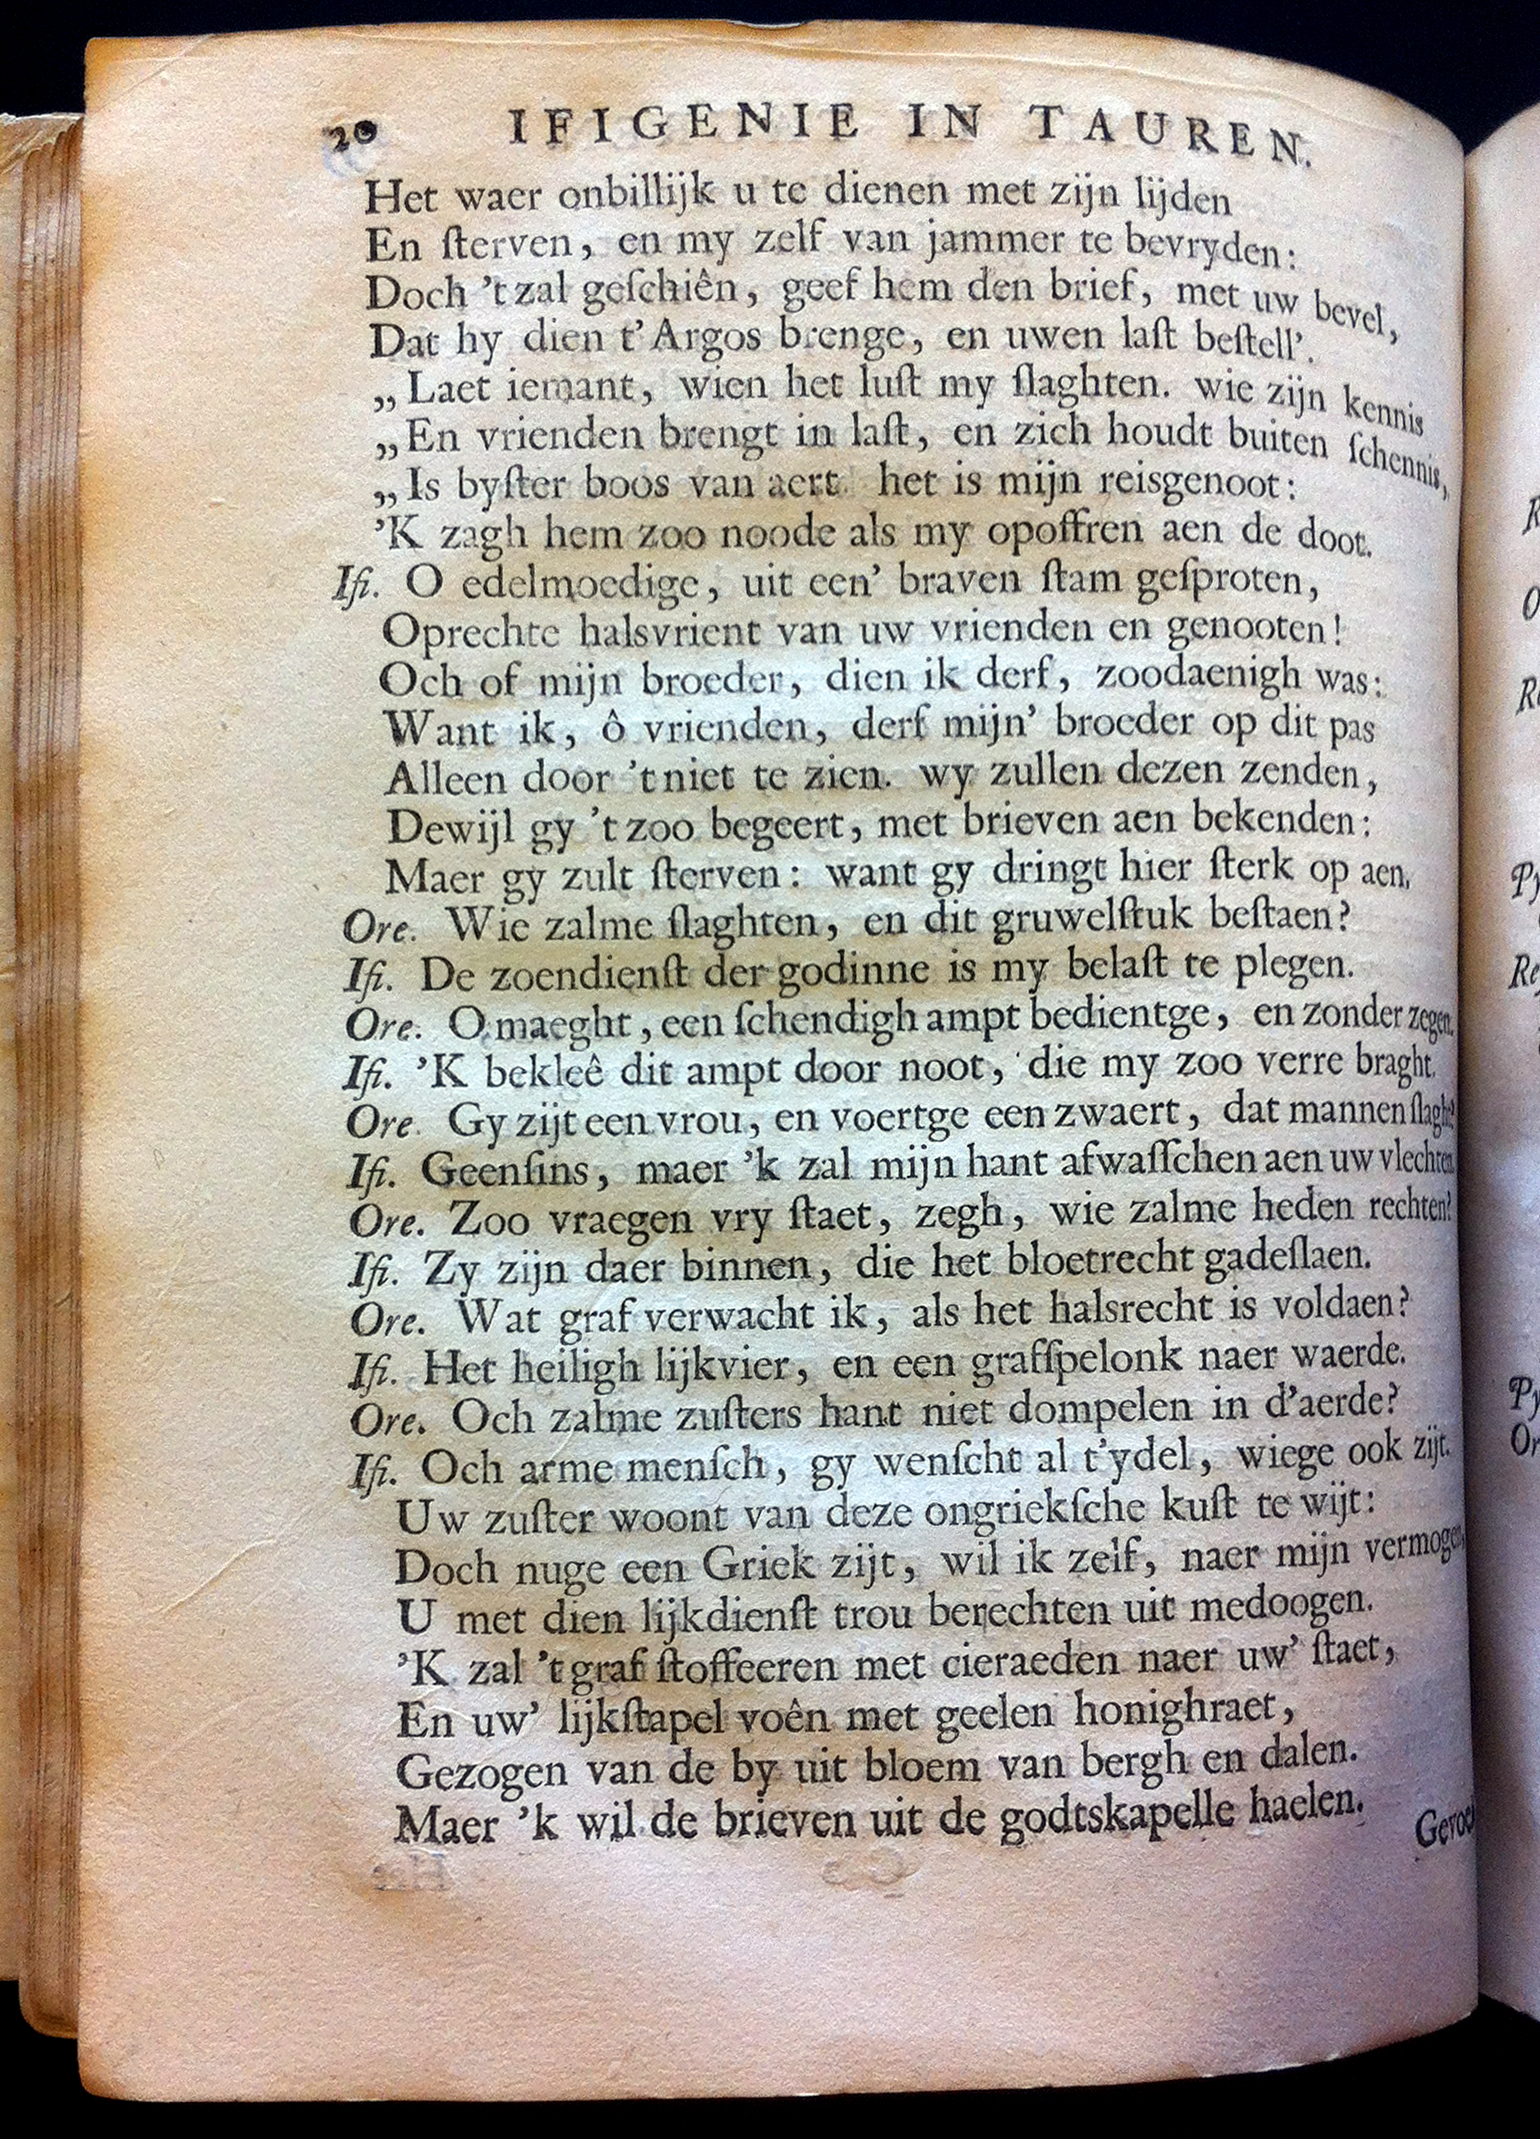 20 IFIGENIE IN TAUREN.
Het waer onbillijk u te dienen met zijn lijden
En ſterven, en my zelf van jammer te bevryden:
Doch 't zal geſchiên, geef hem den brief, met uw bevel,
Dat hy dien t'Argos brenge, en uwen laſt beſtell'.
„Laet iemant, wien het luſt my ſlaghten. wie zijn kennis
„En vrienden brengt in laſt, en zich houdt buiten ſchennis,
„Is byſter boos van aert. het is mijn reisgenoot:
'K zagh hem zoo noode als my opoffren aen de doot.
Ifi. O edelmoedige, uit een' braven ſtam geſproten,
Oprechte halsvrient van uw vrienden en genooten!
Och of mijn broeder, dien ik derf, zoodaenigh was:
Want ik, ô vrienden, derf mijn' broeder op dit pas
Alleen door 't niet te zien. wy zullen dezen zenden,
Dewijl gy 't zoo begeert, met brieven aen bekenden:
Maer gy zult ſterven: want gy dringt hier ſterk op aen.
Ore. Wie zalme ſlaghten, en dit gruwelſtuk beſtaen?
Ifi. De zoendienſt der godinne is my belaſt te plegen.
Ore. O maeght, een ſchendigh ampt bedientge, en zonder zegen.
Ifi. 'K bekleê dit ampt door noot, die my zoo verre braght.
Ore. Gy zijt een vrou, en voertge een zwaert, dat mannen ſlaght?
Ifi. Geenſins, maer 'k zal mijn hant afwaſſchen aen uw vlechten.
Ore. Zoo vraegen vry ſtaet, zegh, wie zalme heden rechten?
Ifi. Zy zijn daer binnen, die het bloetrecht gadeſlaen.
Ore. Wat graf verwacht ik, als het halsrecht is voldaen?
Ifi. Het heiligh lijkvier, en een grafſpelonk naer waerde.
Ore. Och zalme zuſters hant niet dompelen in d'aerde?
Ifi. Och arme menſch, gy wenſcht al t'ydel, wiege ook zijt.
Uw zuſter woont van deze ongriekſche kuſt te wijt:
Doch nuge een Griek zijt, wil ik zelf, naer mijn vermogen,
U met dien lijkdienſt trou berechten uit medoogen.
'K zal 't graf ſtoffeeren met cieraeden naer uw' ſtaet,
En uw' lijkſtapel voên met geelen honighraet,
Gezogen van de by uit bloem van bergh en dalen.
Maer 'k wil de brieven uit de godtskapelle haelen.